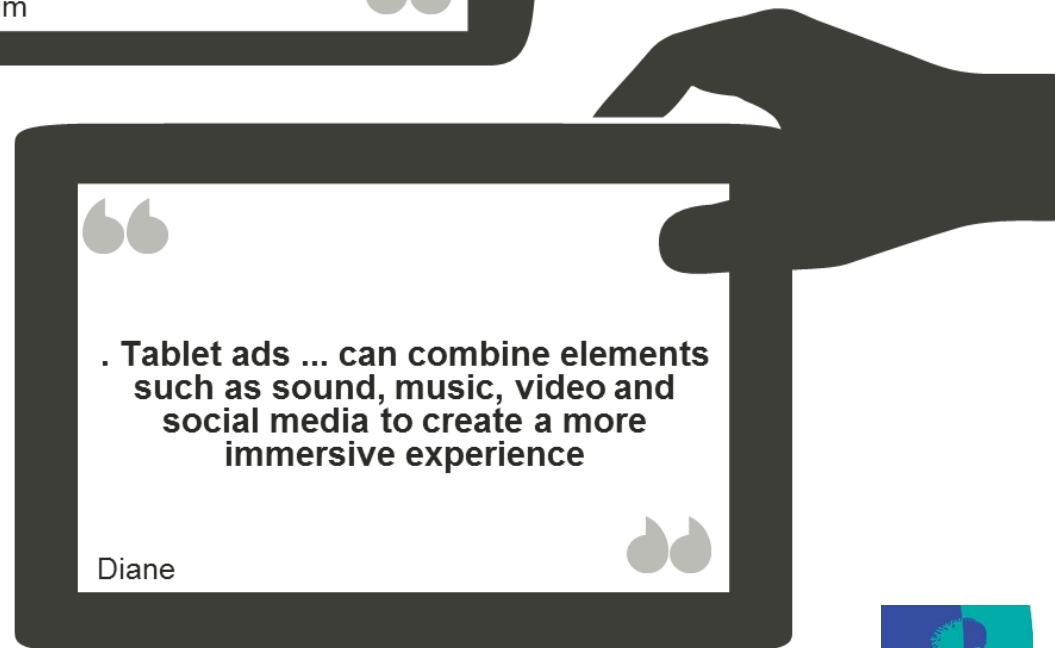 . Tablet ads ... can combine elements
such as sound, music, video and
social media to create a more
immersive experience
Diane